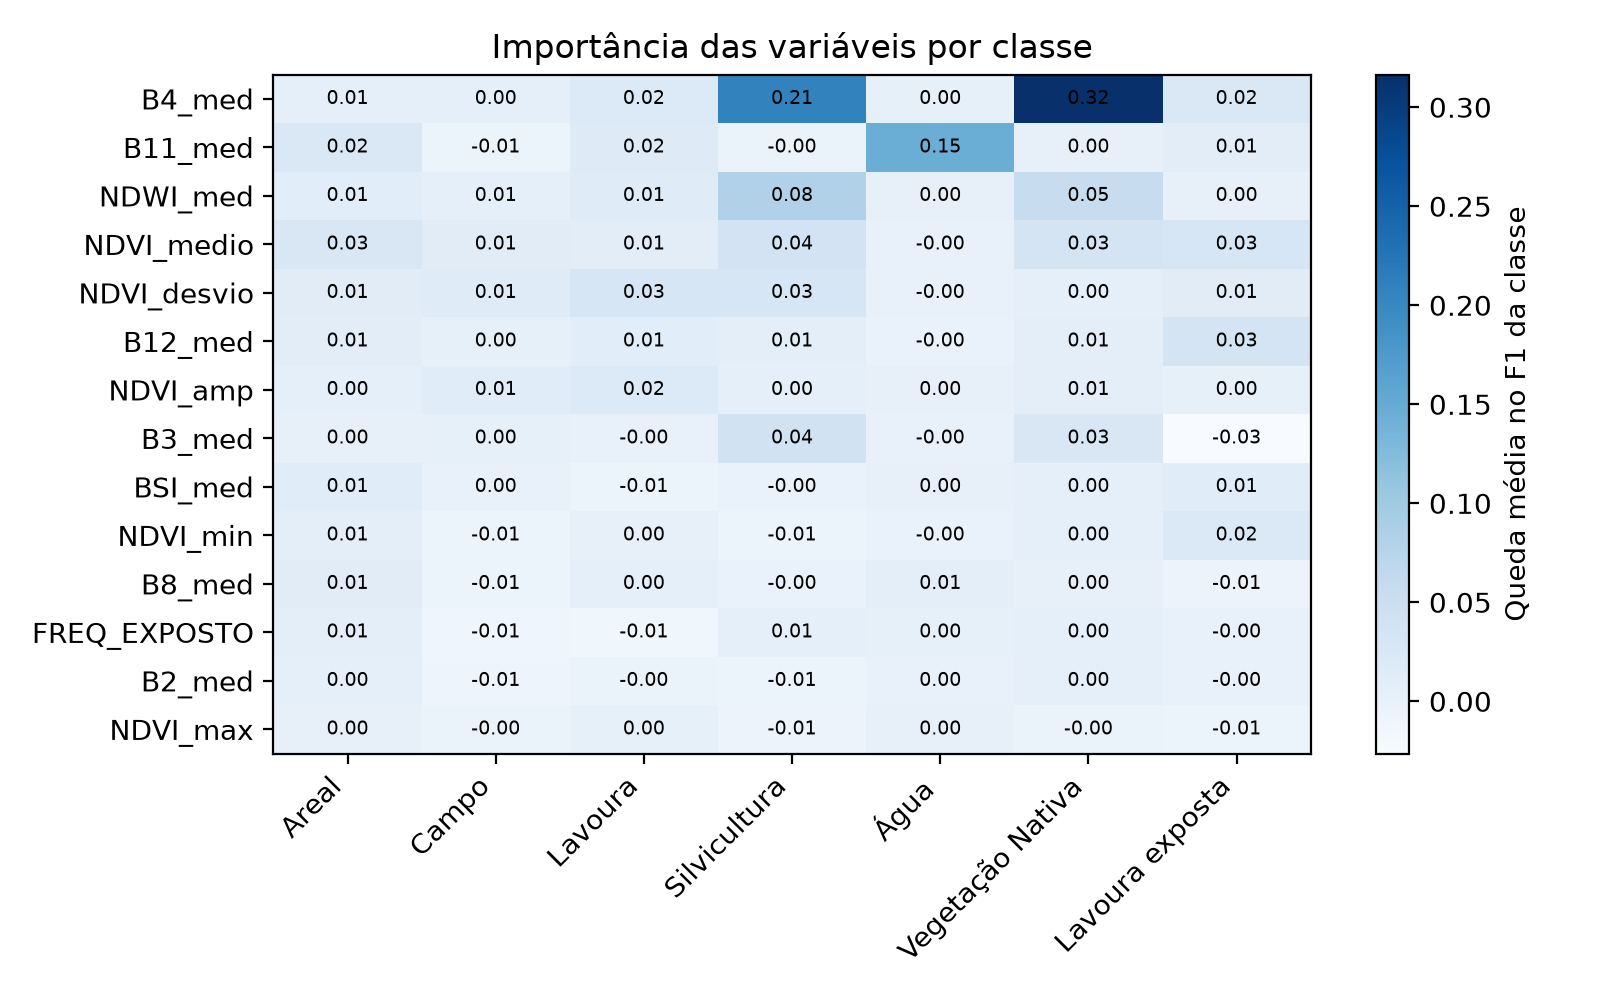 Importância das variáveis por classe
B4_med 0.01 0.00 0.02 0.21 0.00 0.32 0.02
B11_med 0.02 -0.01 0.02 -0.00 0.15 0.00 0.01
NDWI_med 0.01 0.01 0.01 0.08 0.00 0.05 0.00
NDVI_medio 0.03 0.01 0.01 0.04 -0.00 0.03 0.03
NDVI_desvio 0.01 0.01 0.03 0.03 -0.00 0.00 0.01
B12_med 0.01 0.00 0.01 0.01 -0.00 0.01 0.03
NDVI_amp 0.00 0.01 0.02 0.00 0.00 0.01 0.00
B3_med 0.00 0.00 -0.00 0.04 -0.00 0.03 -0.03
BSI_med 0.01 0.00 -0.01 -0.00 0.00 0.00 0.01
NDVI_min 0.01 -0.01 0.00 -0.01 -0.00 0.00 0.02
B8_med 0.01 -0.01 0.00 -0.00 0.01 0.00 -0.01
FREQ_EXPOSTO 0.01 -0.01 -0.01 0.01 0.00 0.00 -0.00
B2_med 0.00 -0.01 -0.00 -0.01 0.00 0.00 -0.00
NDVI_max 0.00 -0.00 0.00 -0.01 0.00 -0.00 -0.01
Areal
Campo
Lavoura
Silvicultura
Água
Vegetação Nativa
Lavoura exposta
0.30
0.25
0.20
0.15
0.10
0.05
0.00
Queda média no F1 da classe